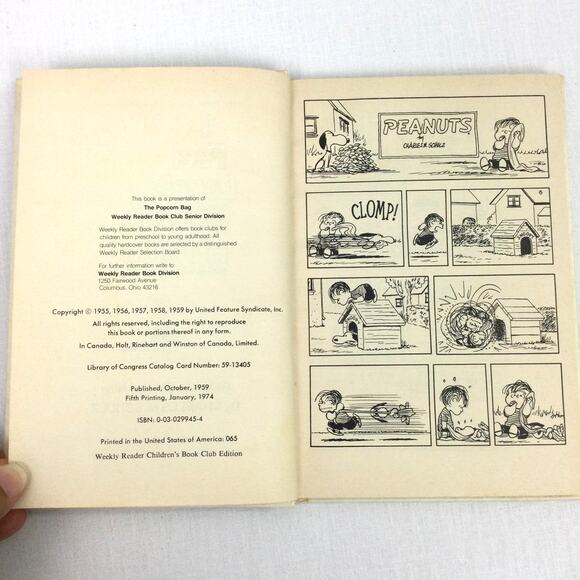 This book is a presentation of
The Popcorn Bag
Weekly Reader Book Club Senior Division
Weekly Reader Book Division offers book clubs for
children from preschool to young adulthood. All
quality hardcover books are selected by a distinguished
Weekly Reader Selection Board
For further information write to:
Weekly Reader Book Division
1250 Fairwood Avenue
Columbus, Ohio 43216
Copyright © 1955, 1956, 1957, 1958, 1959 by United Feature Syndicate, Inc.
All rights reserved, including the right to reproduce
this book or portions thereof in any form.
In Canada, Holt, Rinehart and Winston of Canada, Limited.
Library of Congress Catalog Card Number: 59-13405
Published, October, 1959
Fifth Printing, January, 1974
ISBN: 0-03-029945-4
Printed in the United States of America: 065
Weekly Reader Children's Book Club Edition
PEANUTS
by
CHARLES M. SCHULZ
CLOMP!